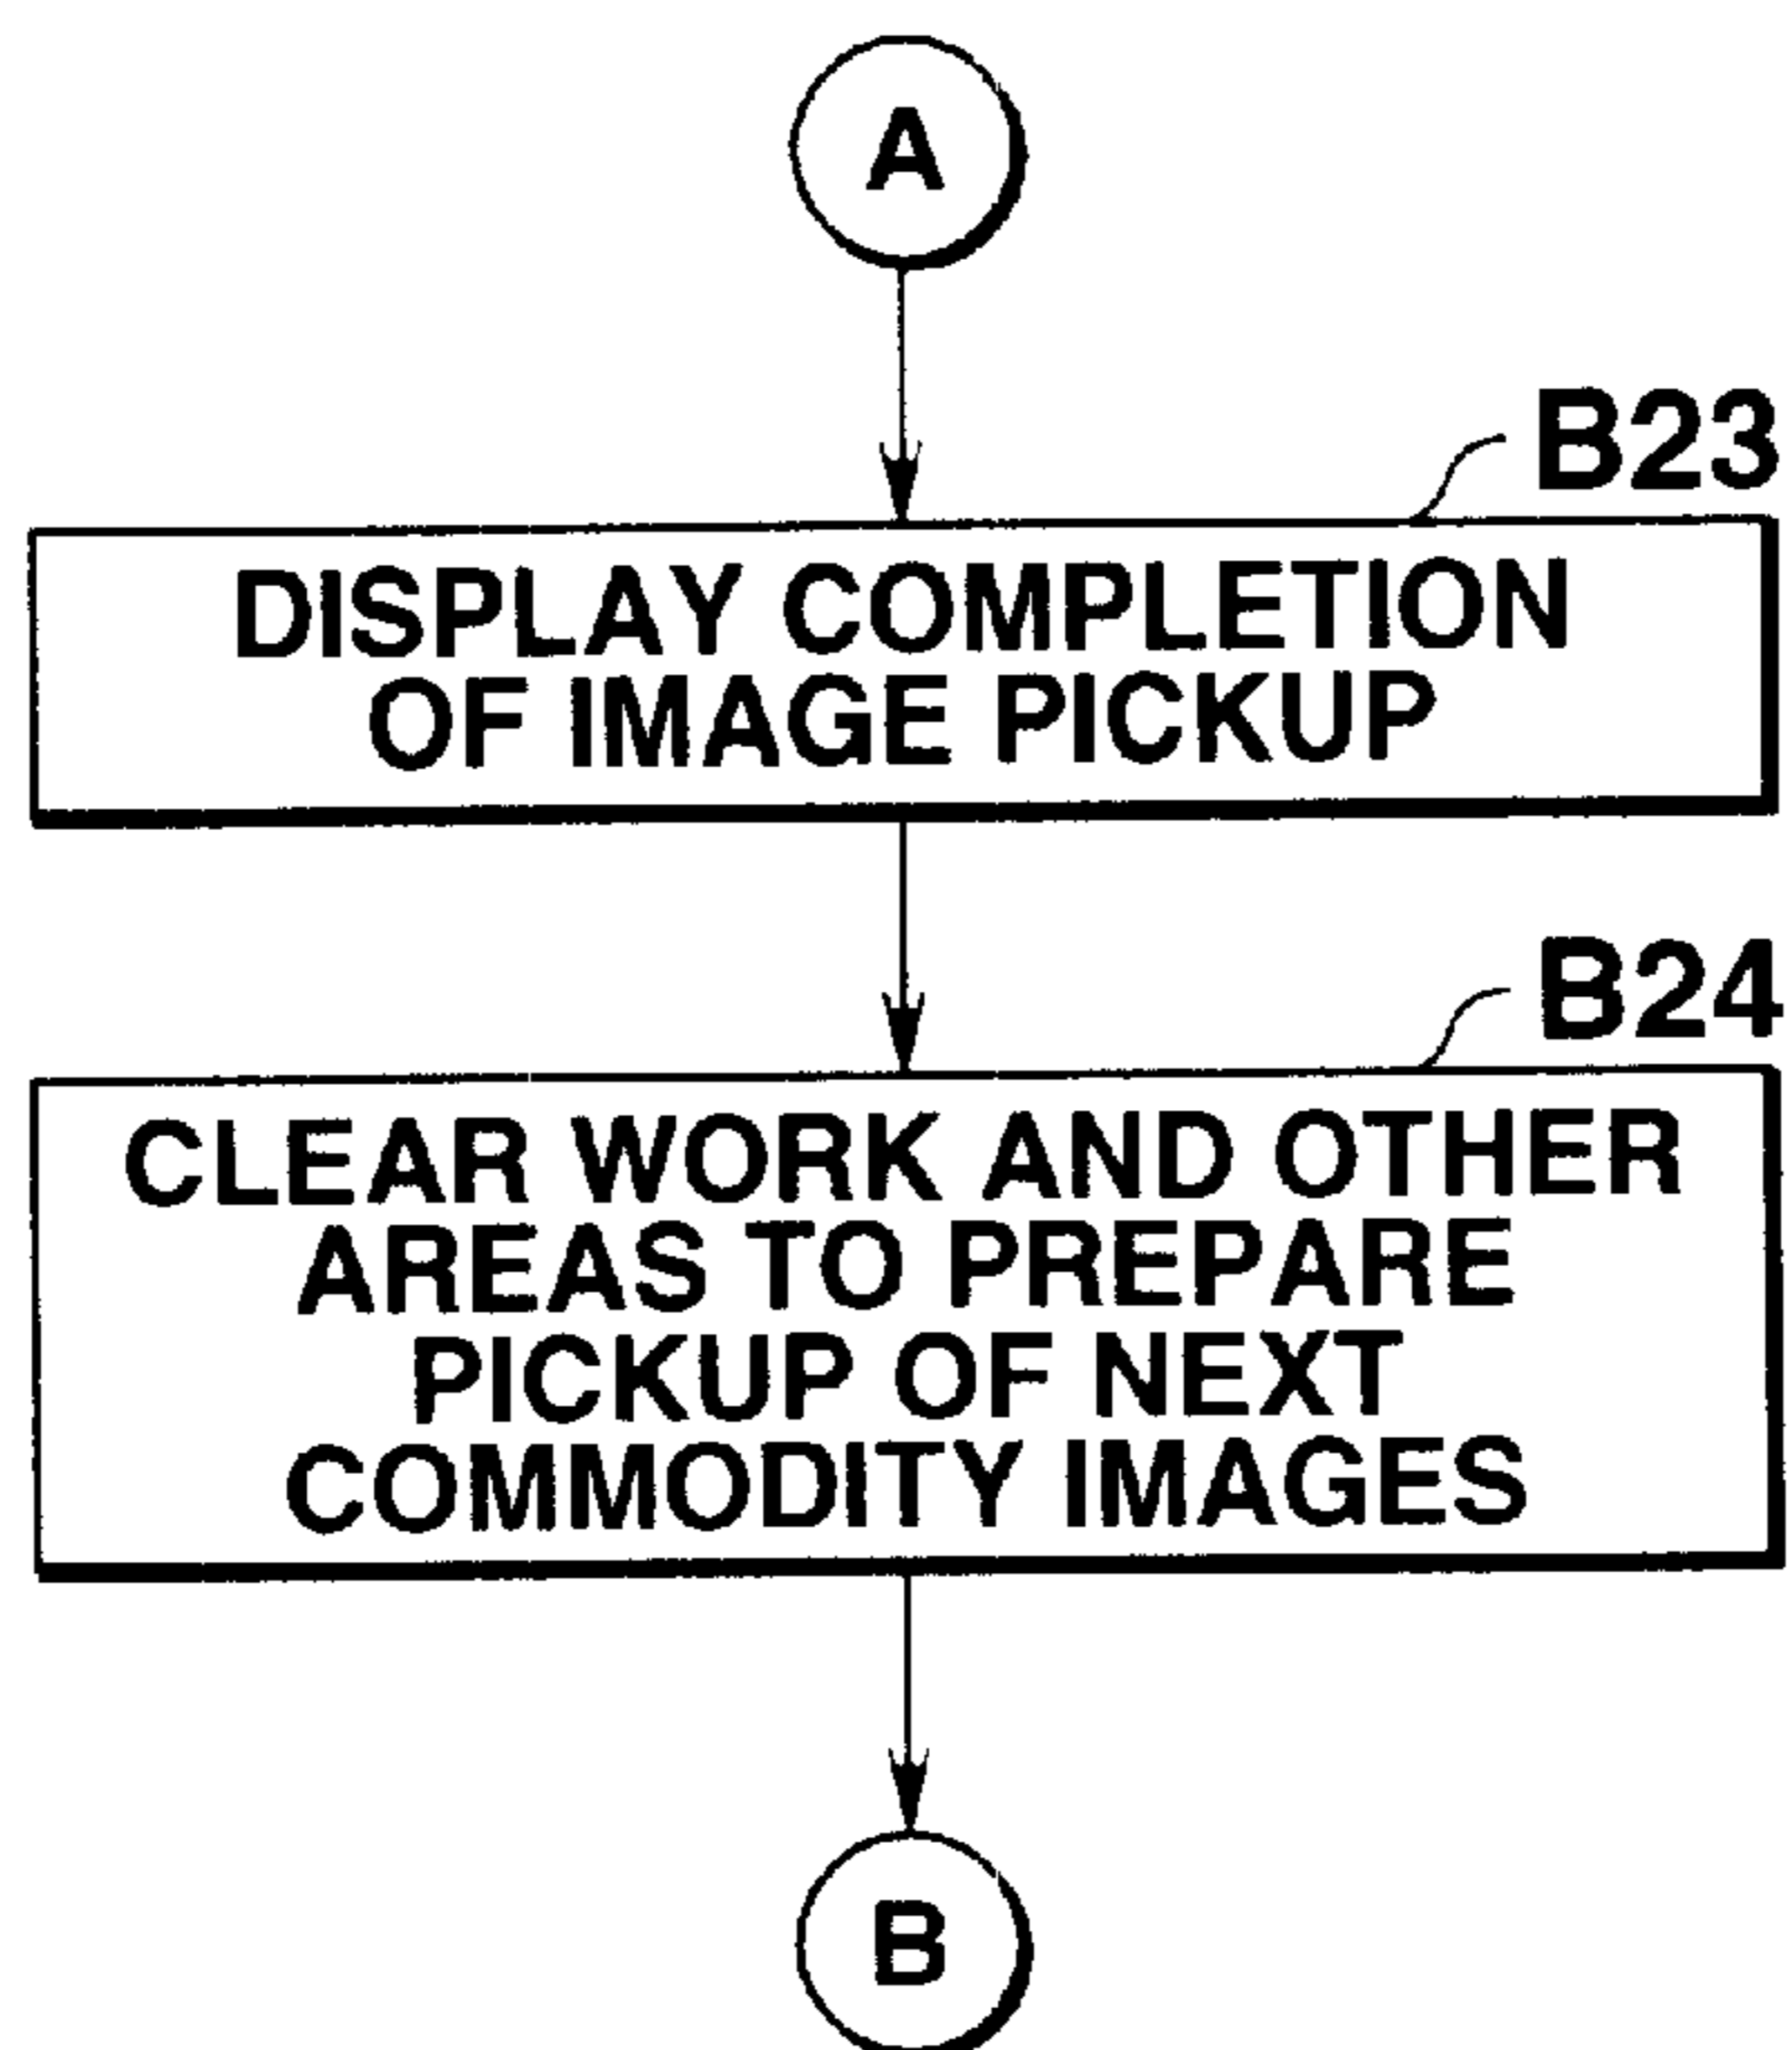 A
B23
DISPLAY COMPLETION
OF IMAGE PICKUP
B24
CLEAR WORK AND OTHER
AREAS TO PREPARE
PICKUP OF NEXT
COMMODITY IMAGES
B